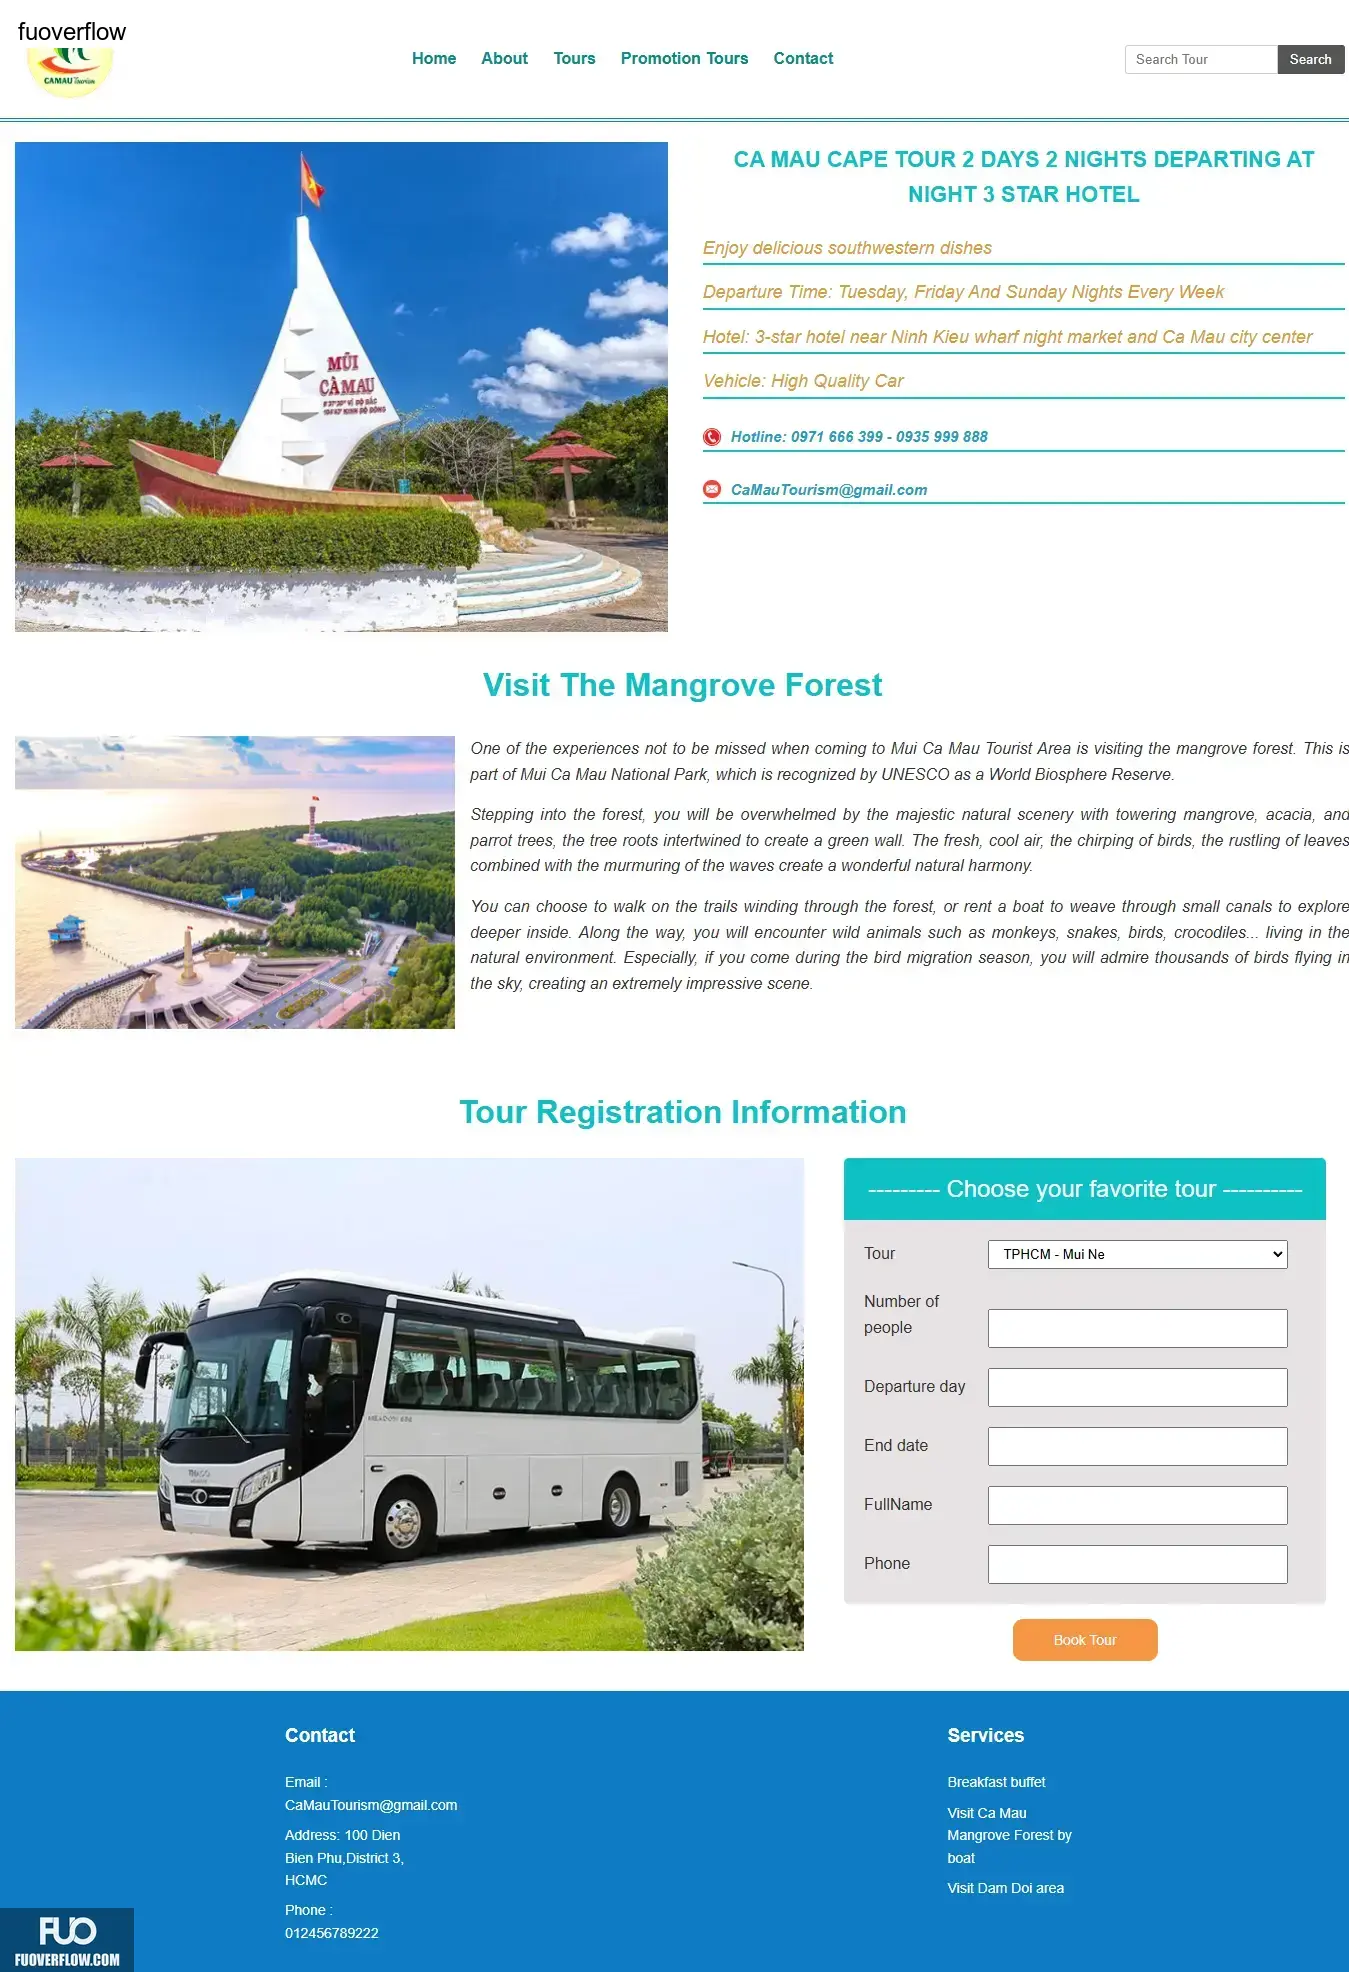 fuoverflow
CAMAU Tourism
Home About Tours Promotion Tours Contact
Search Tour Search
CA MAU CAPE TOUR 2 DAYS 2 NIGHTS DEPARTING AT
NIGHT 3 STAR HOTEL
Enjoy delicious southwestern dishes
Departure Time: Tuesday, Friday And Sunday Nights Every Week
Hotel: 3-star hotel near Ninh Kieu wharf night market and Ca Mau city center
Vehicle: High Quality Car
Hotline: 0971 666 399 - 0935 999 888
CaMauTourism@gmail.com
MŨI
CÀ MAU
Visit The Mangrove Forest
One of the experiences not to be missed when coming to Mui Ca Mau Tourist Area is visiting the mangrove forest. This is
part of Mui Ca Mau National Park, which is recognized by UNESCO as a World Biosphere Reserve.
Stepping into the forest, you will be overwhelmed by the majestic natural scenery with towering mangrove, acacia, and
parrot trees, the tree roots intertwined to create a green wall. The fresh, cool air, the chirping of birds, the rustling of leaves
combined with the murmuring of the waves create a wonderful natural harmony.
You can choose to walk on the trails winding through the forest, or rent a boat to weave through small canals to explore
deeper inside. Along the way, you will encounter wild animals such as monkeys, snakes, birds, crocodiles... living in the
natural environment. Especially, if you come during the bird migration season, you will admire thousands of birds flying in
the sky, creating an extremely impressive scene.
Tour Registration Information
--------- Choose your favorite tour ----------
Tour TPHCM - Mui Ne
Number of
people
Departure day
End date
FullName
Phone
Book Tour
Contact
Email :
CaMauTourism@gmail.com
Address: 100 Dien
Bien Phu,District 3,
HCMC
Phone :
012456789222
Services
Breakfast buffet
Visit Ca Mau
Mangrove Forest by
boat
Visit Dam Doi area
FUO
FUOVERFLOW.COM